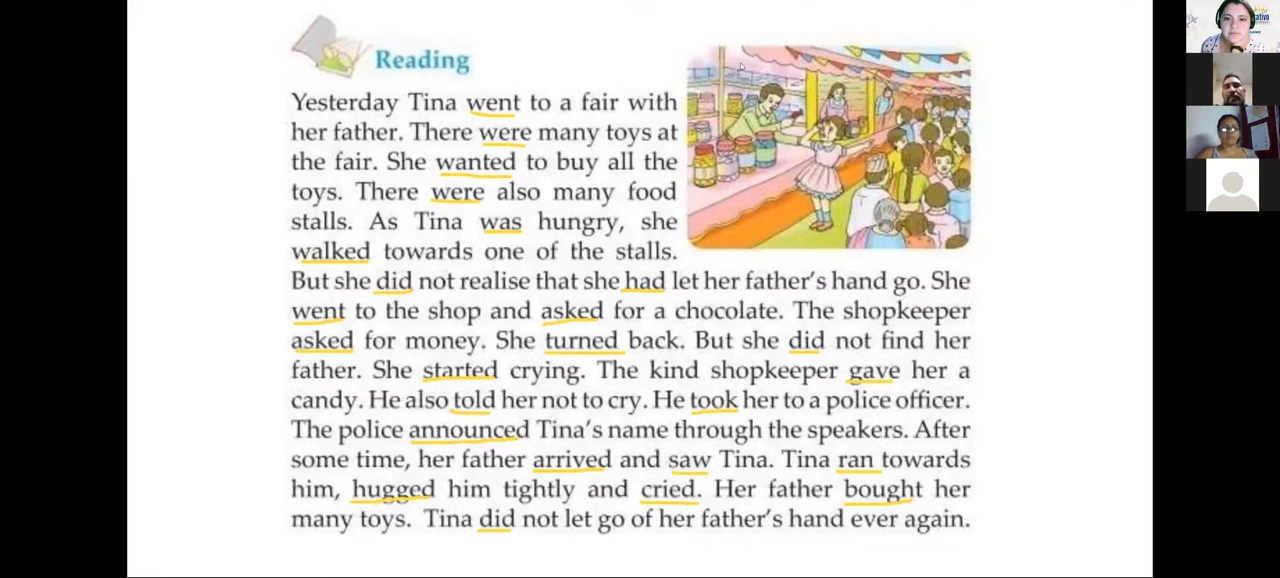 Reading
Yesterday Tina went to a fair with
her father. There were many toys at
the fair. She wanted to buy all the
toys. There were also many food
stalls. As Tina was hungry, she
walked towards one of the stalls.
But she did not realise that she had let her father's hand go. She
went to the shop and asked for a chocolate. The shopkeeper
asked for money. She turned back. But she did not find her
father. She started crying. The kind shopkeeper gave her a
candy. He also told her not to cry. He took her to a police officer.
The police announced Tina's name through the speakers. After
some time, her father arrived and saw Tina. Tina ran towards
him, hugged him tightly and cried. Her father bought her
many toys. Tina did not let go of her father's hand ever again.